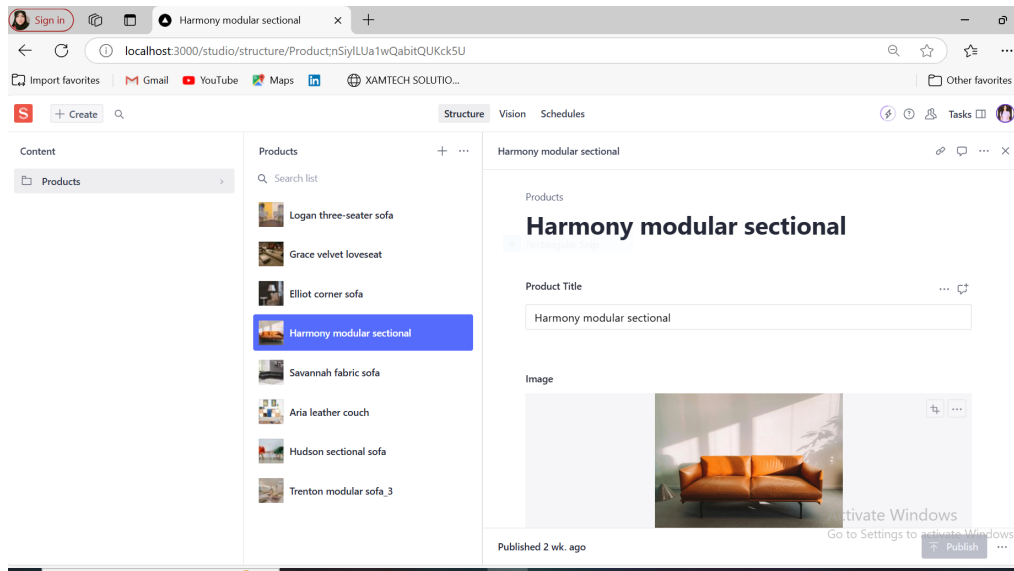 Sign in
Harmony modular sectional
localhost:3000/studio/structure/Product;nSiylLUa1wQabitQUKck5U
Import favorites
Gmail
YouTube
Maps
in
XAMTECH SOLUTIO...
Other favorites
S
+ Create
Structure
Vision
Schedules
Tasks
Content
Products
Harmony modular sectional
Products
Search list
Logan three-seater sofa
Grace velvet loveseat
Elliot corner sofa
Harmony modular sectional
Savannah fabric sofa
Aria leather couch
Hudson sectional sofa
Trenton modular sofa_3
Products
Harmony modular sectional
Product Title
Harmony modular sectional
Image
Activate Windows
Go to Settings to activate Windows
Published 2 wk. ago
Publish